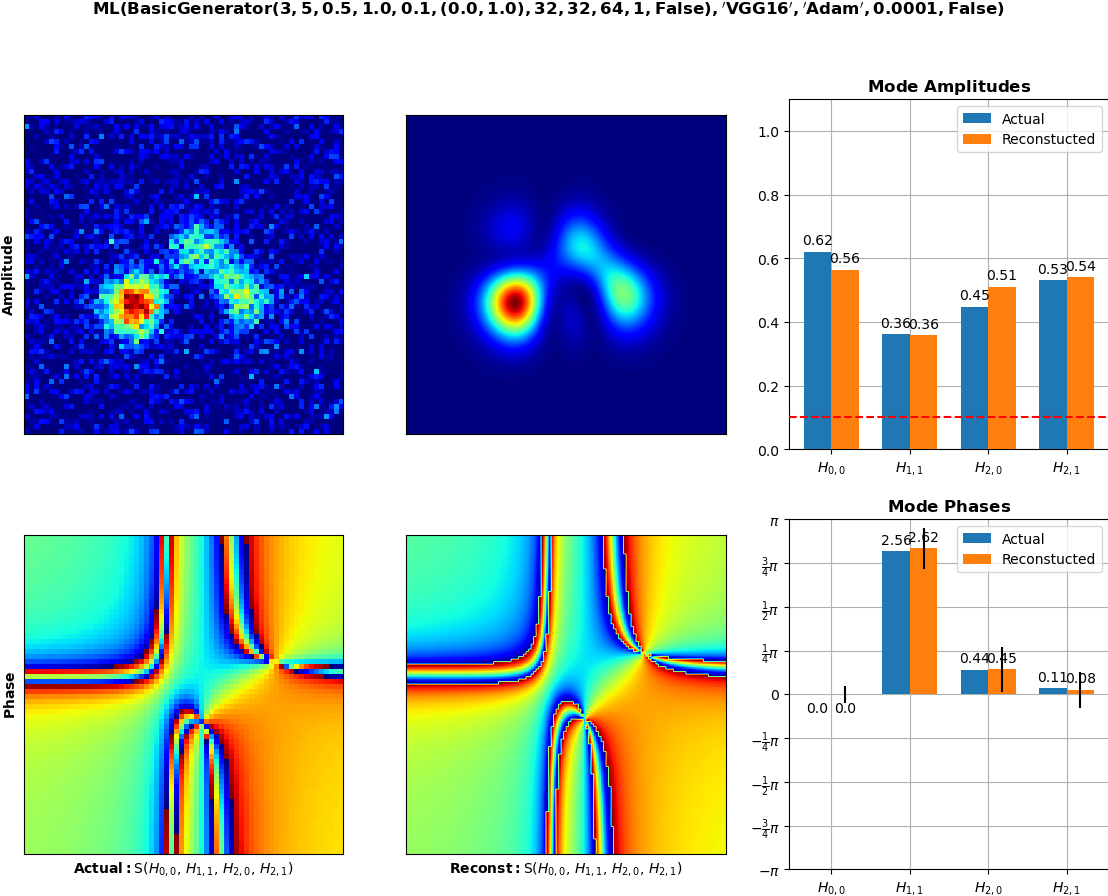 ML(BasicGenerator(3, 5, 0.5, 1.0, 0.1, (0.0, 1.0), 32, 32, 64, 1, False), ′VGG16′, ′Adam′, 0.0001, False)
Amplitude
Mode Amplitudes
Actual
Reconstucted
1.0
0.8
0.6
0.4
0.2
0.0
0.62
0.56
0.36
0.36
0.45
0.51
0.53
0.54
H0,0
H1,1
H2,0
H2,1
Phase
Actual: S(H0,0, H1,1, H2,0, H2,1)
Reconst: S(H0,0, H1,1, H2,0, H2,1)
Mode Phases
Actual
Reconstucted
π
3/4π
1/2π
1/4π
0
−1/4π
−1/2π
−3/4π
−π
0.0
0.0
2.56
2.62
0.44
0.45
0.11
0.08
H0,0
H1,1
H2,0
H2,1